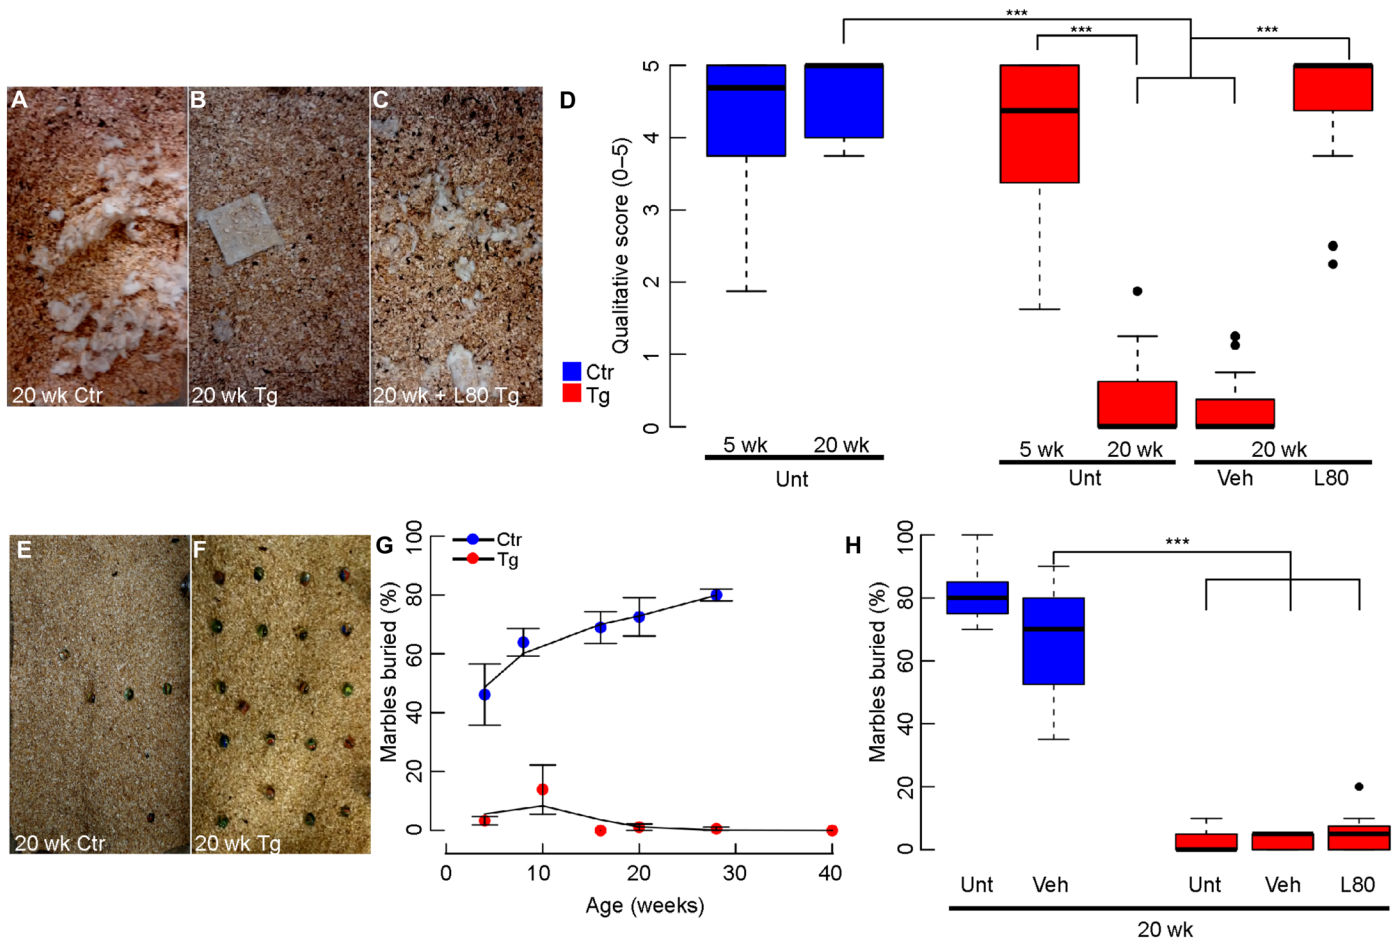 A
B
C
20 wk Ctr
20 wk Tg
20 wk + L80 Tg
D
***
***
***
Qualitative score (0–5)
5
4
3
2
1
0
Ctr
Tg
5 wk
20 wk
5 wk
20 wk
20 wk
Unt
Unt
Veh
L80
E
F
20 wk Ctr
20 wk Tg
G
Ctr
Tg
Marbles buried (%)
100
80
60
40
20
0
0
10
20
30
40
Age (weeks)
H
***
Marbles buried (%)
100
80
60
40
20
0
Unt
Veh
Unt
Veh
L80
20 wk